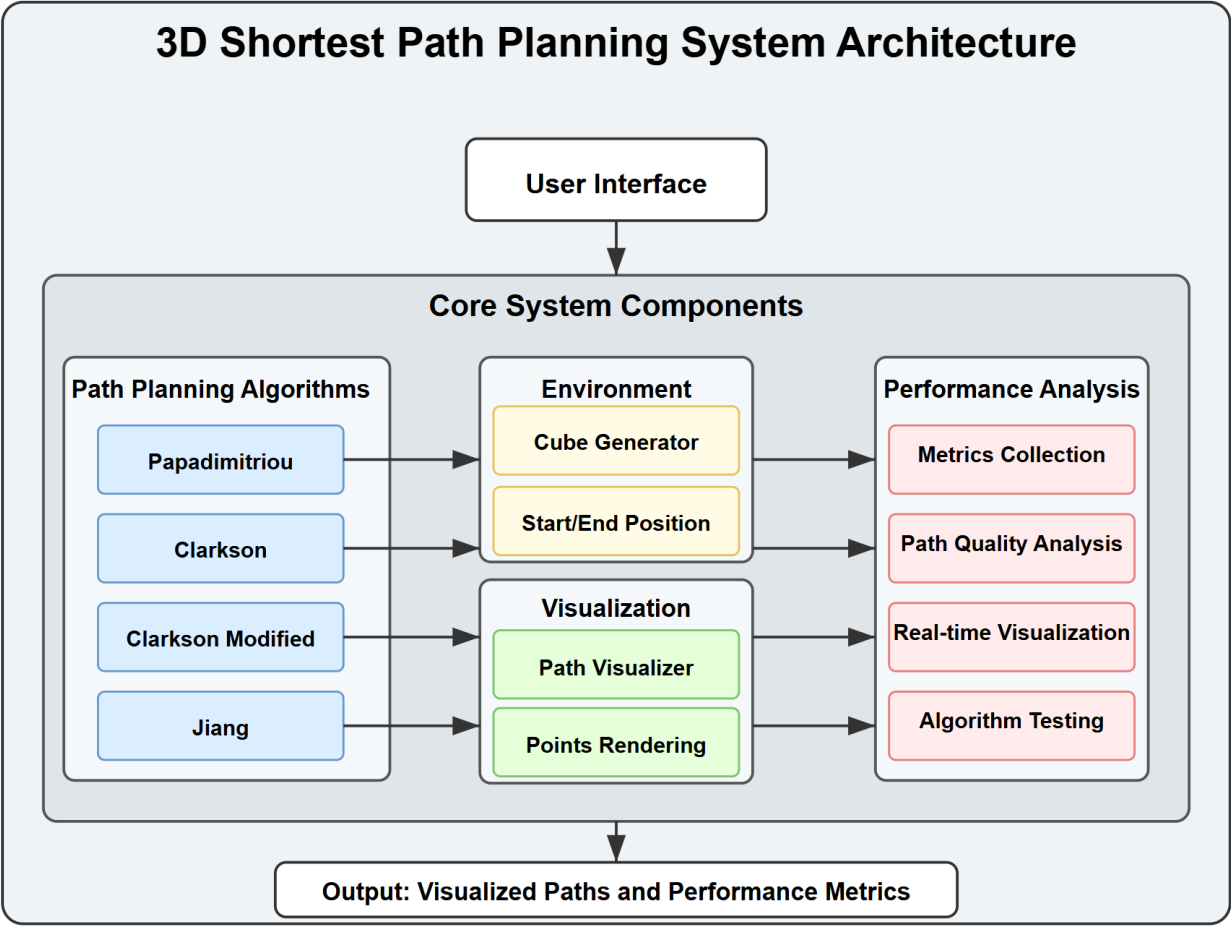 3D Shortest Path Planning System Architecture
User Interface
Core System Components
Path Planning Algorithms
Papadimitriou
Clarkson
Clarkson Modified
Jiang
Environment
Cube Generator
Start/End Position
Visualization
Path Visualizer
Points Rendering
Performance Analysis
Metrics Collection
Path Quality Analysis
Real-time Visualization
Algorithm Testing
Output: Visualized Paths and Performance Metrics